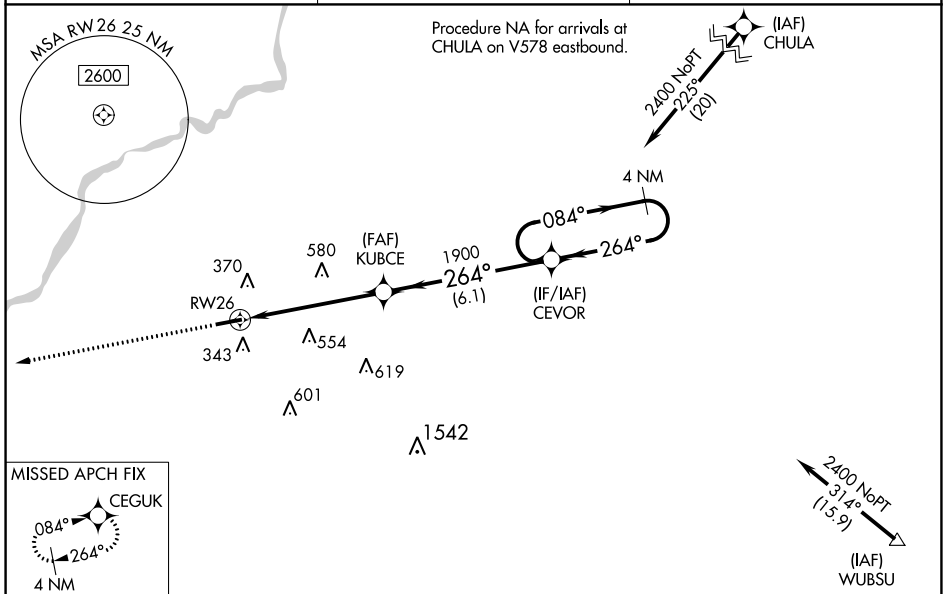 MSA RW26 25 NM
2600
Procedure NA for arrivals at
CHULA on V578 eastbound.
(IAF)
CHULA
2400 NoPT
225°
(20)
4 NM
084°
264°
(IF/IAF)
CEVOR
(FAF)
KUBCE
1900
264°
(6.1)
370
580
RW26
343
554
619
601
1542
MISSED APCH FIX
CEGUK
084°
264°
4 NM
2400 NoPT
314°
(15.9)
(IAF)
WUBSU